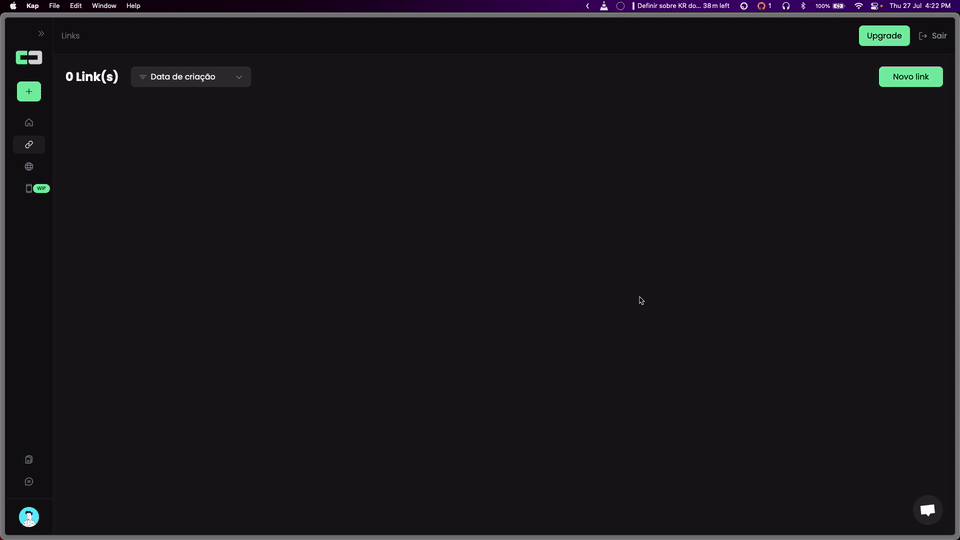 Kap File Edit Window Help
Definir sobre KR do... 38 m left 1 100% Thu 27 Jul 4:22 PM
Links
Upgrade
Sair
0 Link(s)
Data de criação
Novo link
WIP